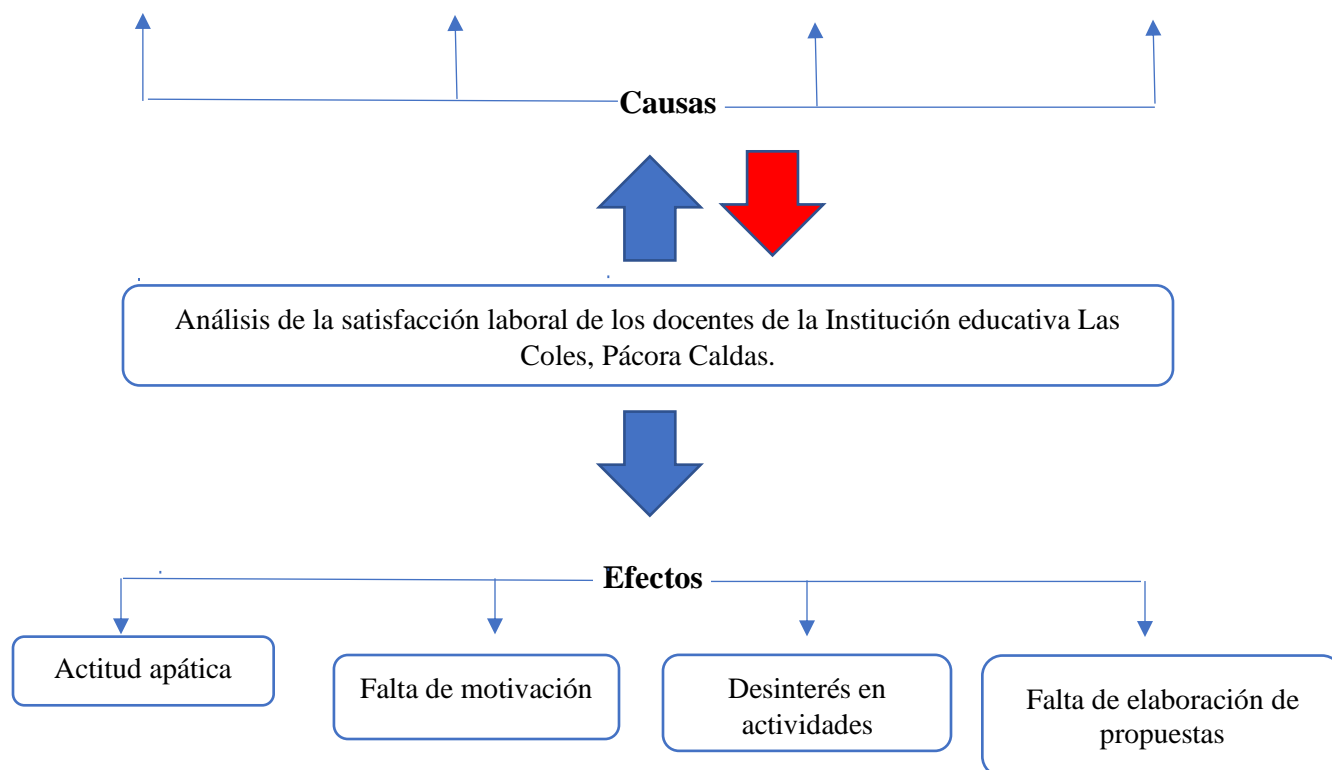 Causas
Análisis de la satisfacción laboral de los docentes de la Institución educativa Las
Coles, Pácora Caldas.
Efectos
Actitud apática
Falta de motivación
Desinterés en
actividades
Falta de elaboración de
propuestas